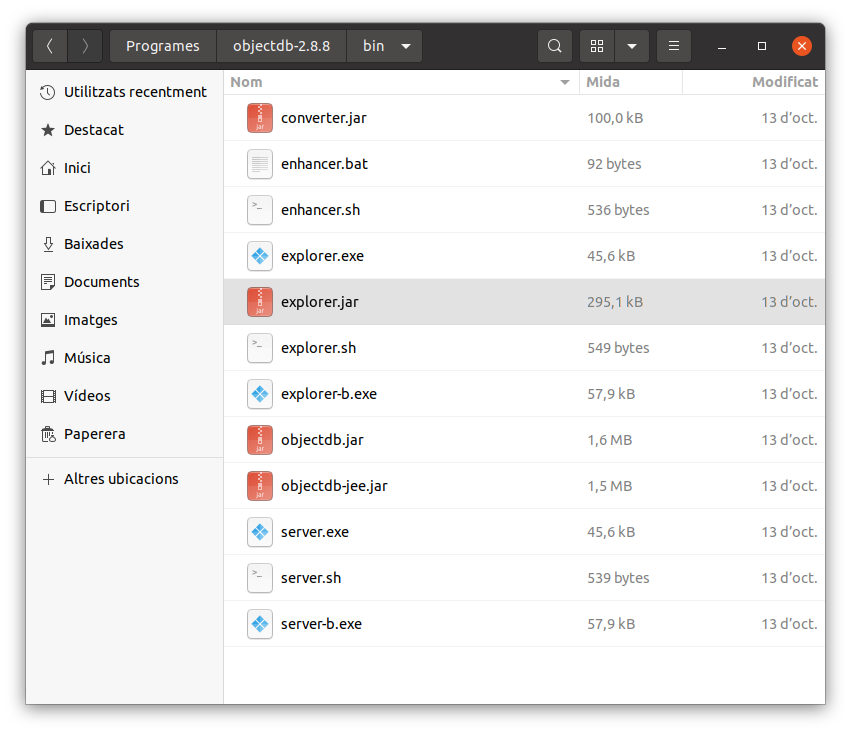 Programes objectdb-2.8.8 bin
Utilitzats recentment
Destacat
Inici
Escriptori
Baixades
Documents
Imatges
Música
Vídeos
Paperera
Altres ubicacions
Nom Mida Modificat
converter.jar 100,0 kB 13 d’oct.
enhancer.bat 92 bytes 13 d’oct.
enhancer.sh 536 bytes 13 d’oct.
explorer.exe 45,6 kB 13 d’oct.
explorer.jar 295,1 kB 13 d’oct.
explorer.sh 549 bytes 13 d’oct.
explorer-b.exe 57,9 kB 13 d’oct.
objectdb.jar 1,6 MB 13 d’oct.
objectdb-jee.jar 1,5 MB 13 d’oct.
server.exe 45,6 kB 13 d’oct.
server.sh 539 bytes 13 d’oct.
server-b.exe 57,9 kB 13 d’oct.